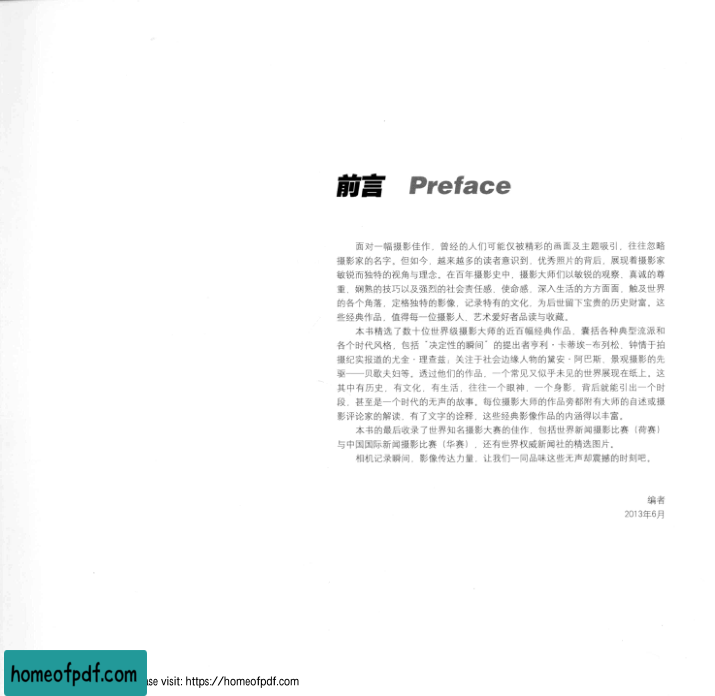 前言 Preface
面对一幅摄影佳作，曾经的人们可能仅被精彩的画面及主题吸引，往往忽略
摄影家的名字。但如今，越来越多的读者意识到，优秀照片的背后，展现着摄影家
敏锐而独特的视角与理念。在百年摄影史中，摄影大师们以敏锐的观察、真诚的尊
重、娴熟的技巧以及强烈的社会责任感、使命感，深入生活的方方面面，触及世界
的各个角落，定格独特的影像，记录特有的文化，为后世留下宝贵的历史财富。这
些经典作品，值得每一位摄影人、艺术爱好者品读与收藏。
本书精选了数十位世界级摄影大师的近百幅经典作品，囊括各种典型流派和
各个时代风格，包括“决定性的瞬间”的提出者亨利·卡蒂埃-布列松、钟情于拍
摄纪实报道的尤金·理查兹；关注于社会边缘人物的黛安·阿巴斯、景观摄影的先
驱——贝歇夫妇等。透过他们的作品，一个常见又似乎未见的世界展现在纸上。这
其中有历史，有文化，有生活，往往一个眼神，一个身影，背后就能引出一个时
段，甚至是一个时代的无声的故事。每位摄影大师的作品旁都附有大师的自述或摄
影评论家的解读，有了文字的诠释，这些经典影像作品的内涵得以丰富。
本书的最后收录了世界知名摄影大赛的佳作，包括世界新闻摄影比赛（荷赛）
与中国国际新闻摄影比赛（华赛），还有世界权威新闻社的精选图片。
相机记录瞬间，影像传达力量，让我们一同品味这些无声却震撼的时刻吧。
编者
2013年6月
homeofpdf.com
se visit: https://homeofpdf.com